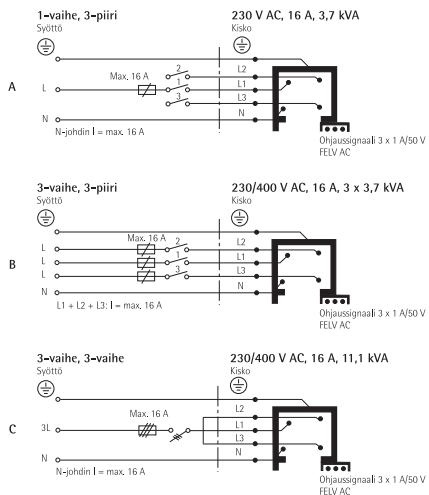 1-vaihe, 3-piiri
Syöttö
230 V AC, 16 A, 3,7 kVA
Kisko
A
Max. 16 A
2
1
3
L
N
L2
L1
L3
N
N-johdin I = max. 16 A
Ohjaussignaali 3 x 1 A/50 V
FELV AC
3-vaihe, 3-piiri
Syöttö
230/400 V AC, 16 A, 3 x 3,7 kVA
Kisko
B
Max. 16 A
2
1
3
L
L
L
N
L2
L1
L3
N
L1 + L2 + L3: I = max. 16 A
Ohjaussignaali 3 x 1 A/50 V
FELV AC
3-vaihe, 3-vaihe
Syöttö
230/400 V AC, 16 A, 11,1 kVA
Kisko
C
Max. 16 A
3L
N
L2
L1
L3
N
N-johdin I = max. 16 A
Ohjaussignaali 3 x 1 A/50 V
FELV AC